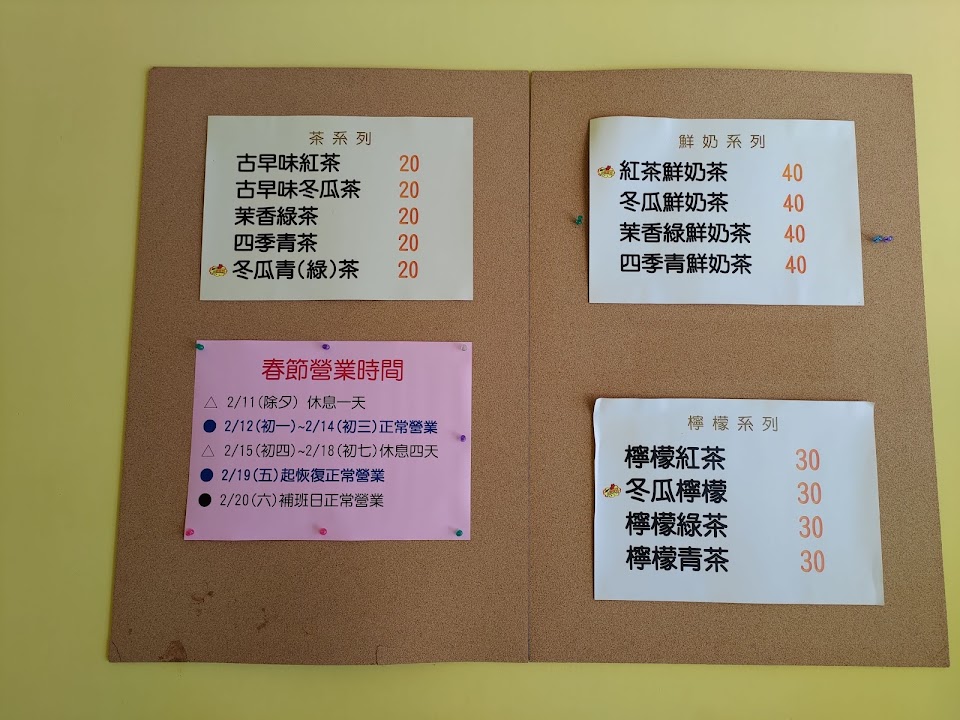 茶系列
古早味紅茶 20
古早味冬瓜茶 20
茉香綠茶 20
四季青茶 20
冬瓜青(綠)茶 20
春節營業時間
△ 2/11(除夕) 休息一天
● 2/12(初一)~2/14(初三)正常營業
△ 2/15(初四)~2/18(初七)休息四天
● 2/19(五)起恢復正常營業
● 2/20(六)補班日正常營業
鮮奶系列
紅茶鮮奶茶 40
冬瓜鮮奶茶 40
茉香綠鮮奶茶 40
四季青鮮奶茶 40
檸檬系列
檸檬紅茶 30
冬瓜檸檬 30
檸檬綠茶 30
檸檬青茶 30